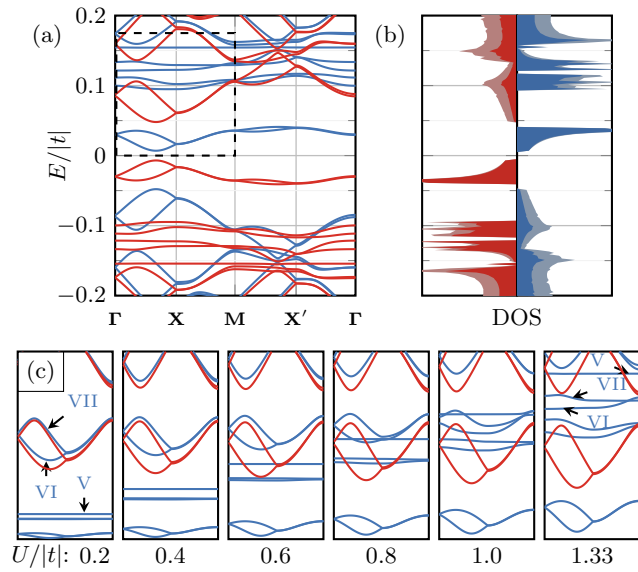 (a)
(b)
0.2
0.1
0
−0.1
−0.2
E/|t|
Γ X M X′ Γ
DOS
(c)
VII
VI
V
V
VII
VI
U/|t|: 0.2 0.4 0.6 0.8 1.0 1.33